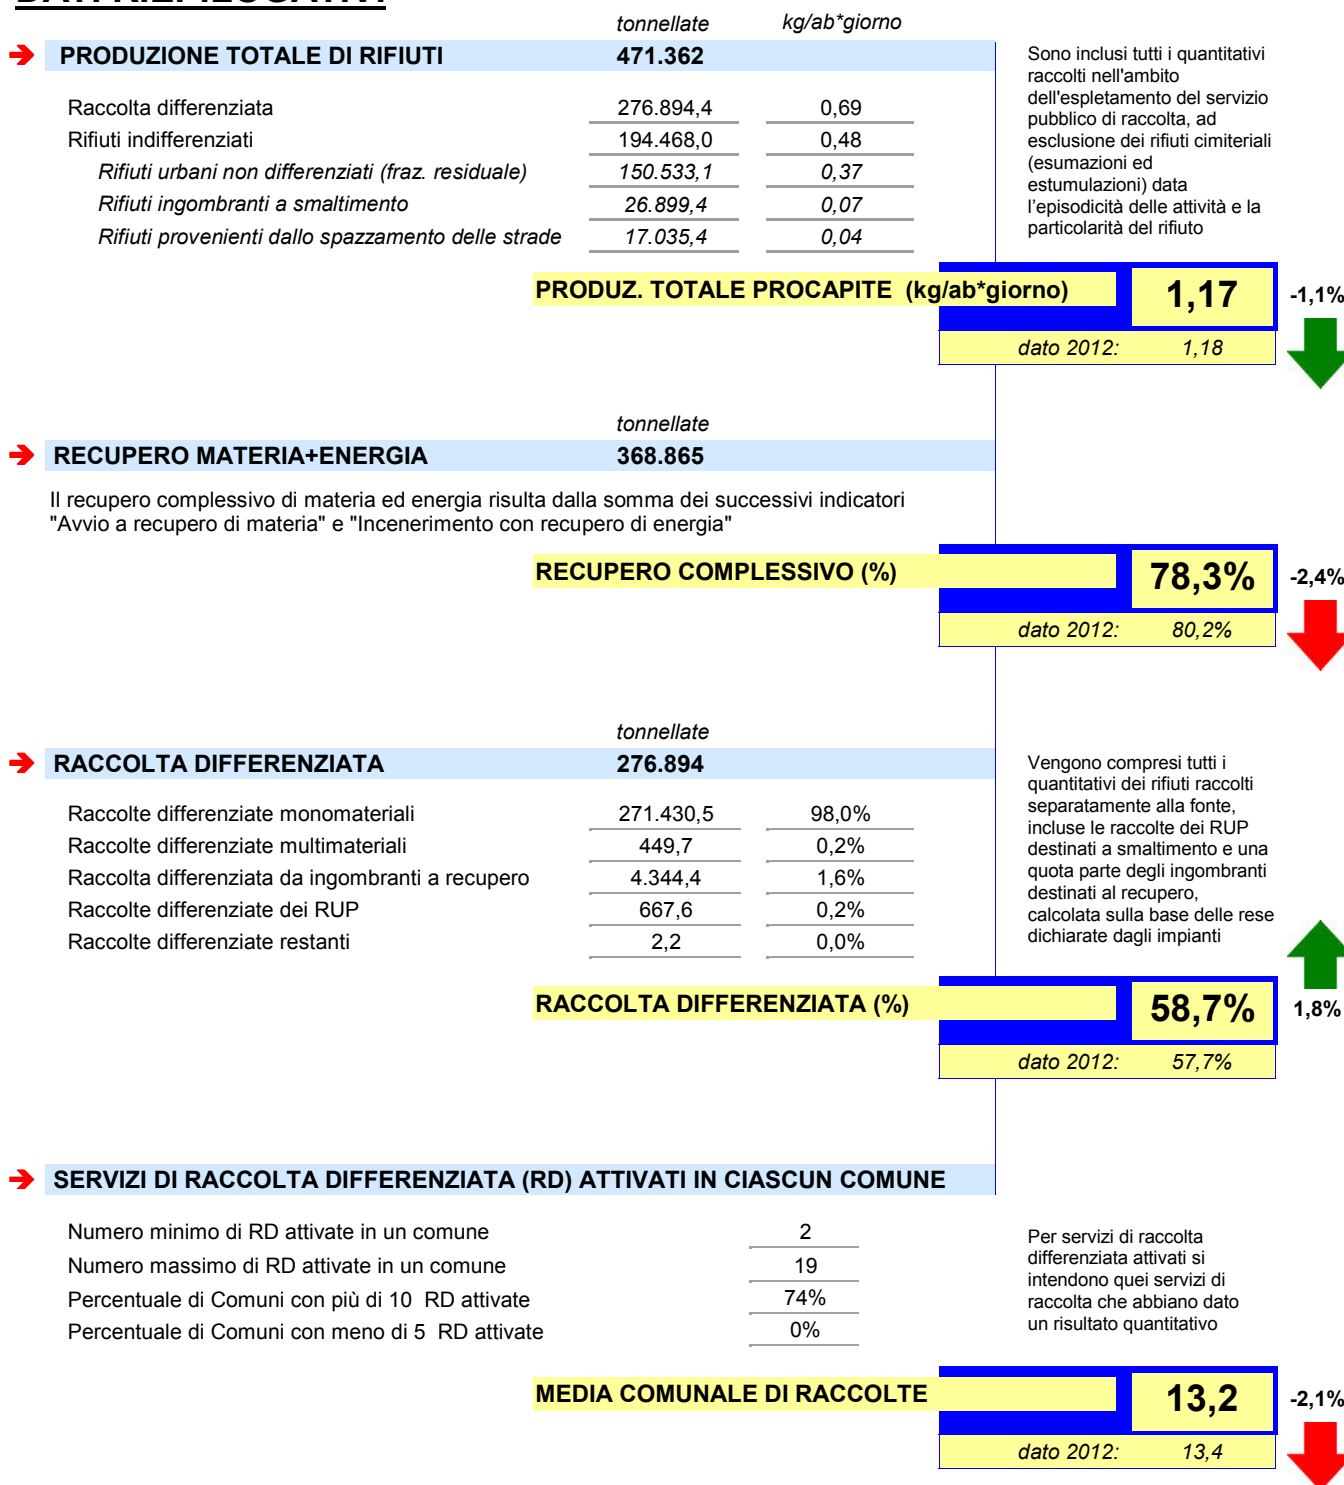 DATI RIEPILOGATIVI
tonnellate kg/ab*giorno
PRODUZIONE TOTALE DI RIFIUTI 471.362
Raccolta differenziata 276.894,4 0,69
Rifiuti indifferenziati 194.468,0 0,48
Rifiuti urbani non differenziati (fraz. residuale) 150.533,1 0,37
Rifiuti ingombranti a smaltimento 26.899,4 0,07
Rifiuti provenienti dallo spazzamento delle strade 17.035,4 0,04
Sono inclusi tutti i quantitativi
raccolti nell'ambito
dell'espletamento del servizio
pubblico di raccolta, ad
esclusione dei rifiuti cimiteriali
(esumazioni ed
estumulazioni) data
l'episodicità delle attività e la
particolarità del rifiuto
PRODUZ. TOTALE PROCAPITE (kg/ab*giorno) 1,17 -1,1%
dato 2012: 1,18
tonnellate
RECUPERO MATERIA+ENERGIA 368.865
Il recupero complessivo di materia ed energia risulta dalla somma dei successivi indicatori
"Avvio a recupero di materia" e "Incenerimento con recupero di energia"
RECUPERO COMPLESSIVO (%) 78,3% -2,4%
dato 2012: 80,2%
tonnellate
RACCOLTA DIFFERENZIATA 276.894
Raccolte differenziate monomateriali 271.430,5 98,0%
Raccolte differenziate multimateriali 449,7 0,2%
Raccolta differenziata da ingombranti a recupero 4.344,4 1,6%
Raccolte differenziate dei RUP 667,6 0,2%
Raccolte differenziate restanti 2,2 0,0%
Vengono compresi tutti i
quantitativi dei rifiuti raccolti
separatamente alla fonte,
incluse le raccolte dei RUP
destinati a smaltimento e una
quota parte degli ingombranti
destinati al recupero,
calcolata sulla base delle rese
dichiarate dagli impianti
RACCOLTA DIFFERENZIATA (%) 58,7% 1,8%
dato 2012: 57,7%
SERVIZI DI RACCOLTA DIFFERENZIATA (RD) ATTIVATI IN CIASCUN COMUNE
Numero minimo di RD attivate in un comune 2
Numero massimo di RD attivate in un comune 19
Percentuale di Comuni con più di 10 RD attivate 74%
Percentuale di Comuni con meno di 5 RD attivate 0%
Per servizi di raccolta
differenziata attivati si
intendono quei servizi di
raccolta che abbiano dato
un risultato quantitativo
MEDIA COMUNALE DI RACCOLTE 13,2 -2,1%
dato 2012: 13,4